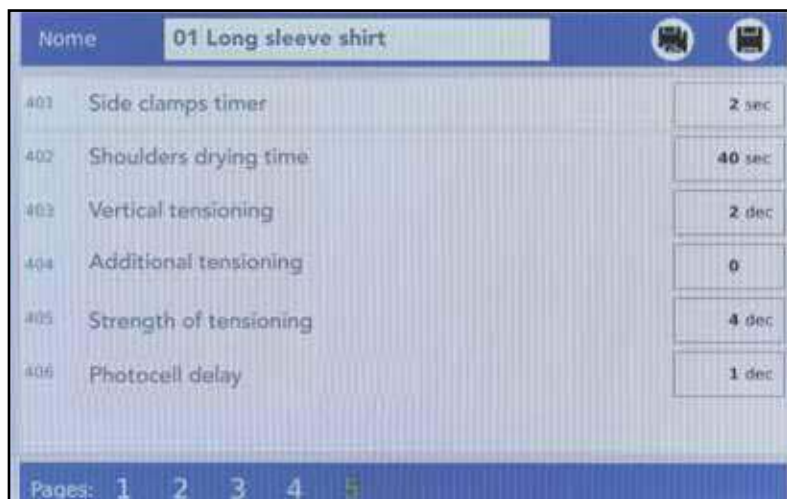 Nome 01 Long sleeve shirt
401 Side clamps timer 2 sec
402 Shoulders drying time 40 sec
403 Vertical tensioning 2 dec
404 Additional tensioning 0
405 Strength of tensioning 4 dec
406 Photocell delay 1 dec
Pages: 1 2 3 4 5